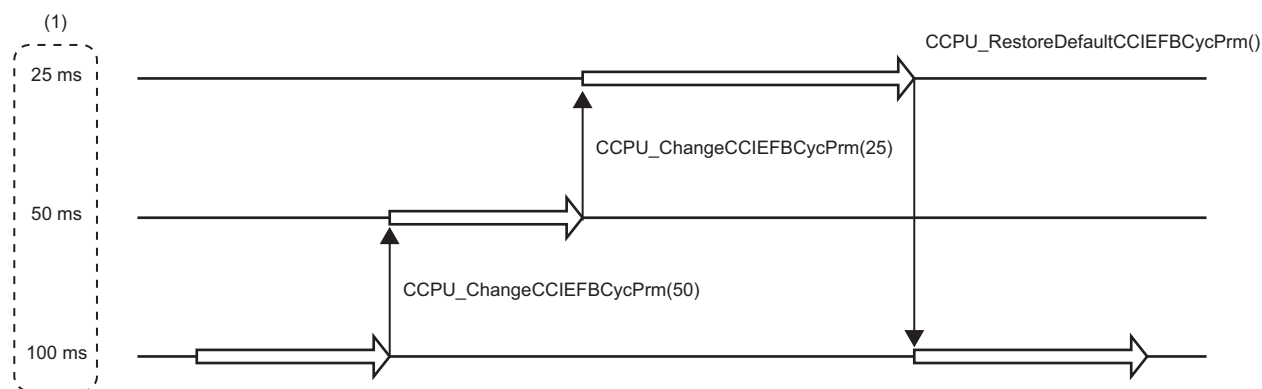 (1)
CCPU_RestoreDefaultCCIEFBCycPrm()
25 ms
CCPU_ChangeCCIEFBCycPrm(25)
50 ms
CCPU_ChangeCCIEFBCycPrm(50)
100 ms